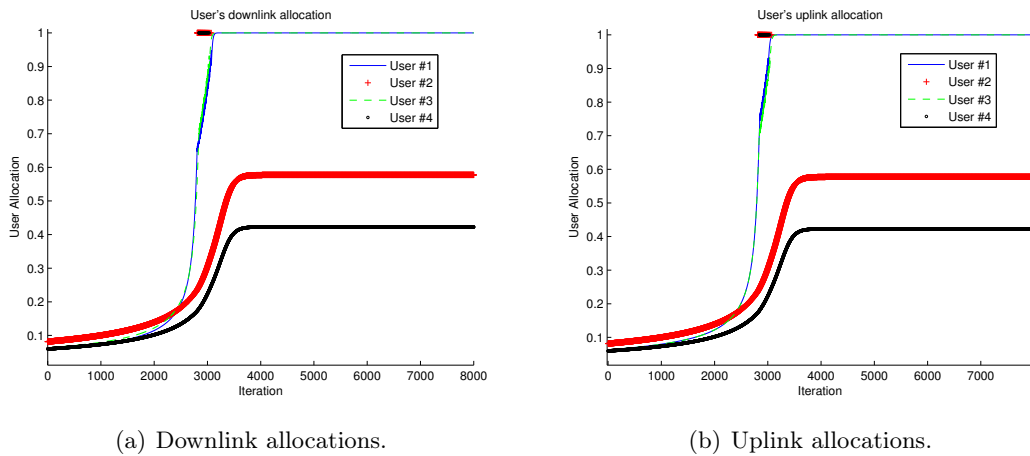 User's downlink allocation
1
0.9
0.8
0.7
0.6
0.5
0.4
0.3
0.2
0.1
User Allocation
User #1
User #2
User #3
User #4
0 1000 2000 3000 4000 5000 6000 7000 8000
Iteration
(a) Downlink allocations.
User's uplink allocation
1
0.9
0.8
0.7
0.6
0.5
0.4
0.3
0.2
0.1
User Allocation
User #1
User #2
User #3
User #4
0 1000 2000 3000 4000 5000 6000 7000
Iteration
(b) Uplink allocations.